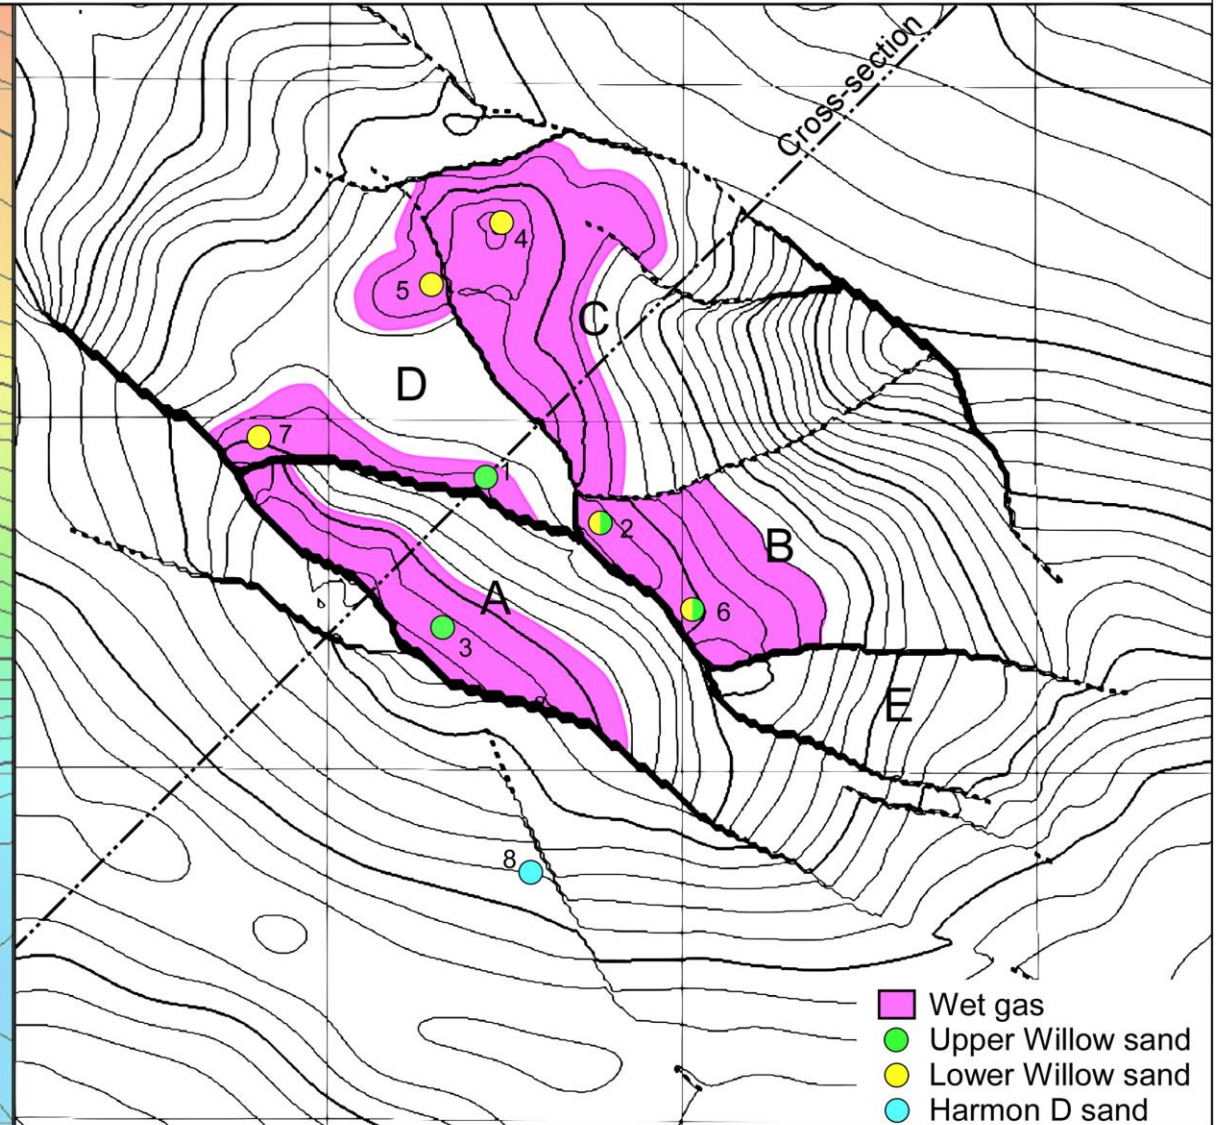 Cross-section
4
5
C
D
7
1
2
B
6
A
3
E
8
Wet gas
Upper Willow sand
Lower Willow sand
Harmon D sand